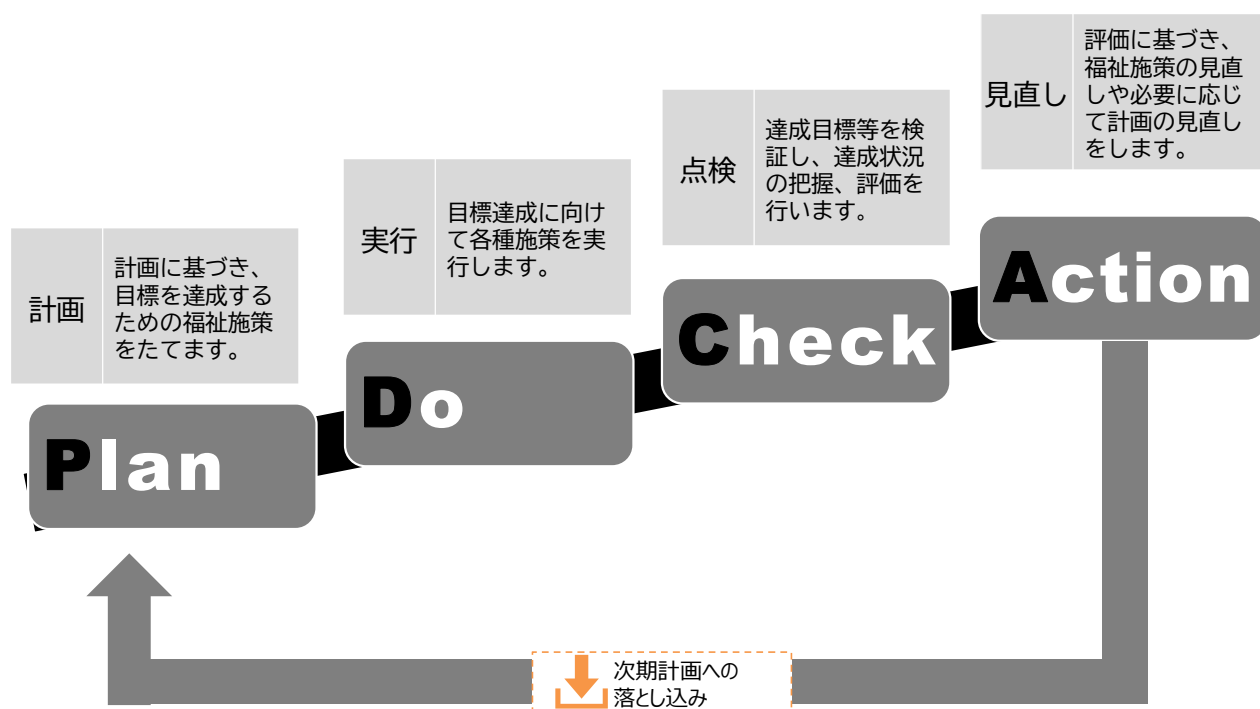 計画
計画に基づき、
目標を達成する
ための福祉施策
をたてます。
Plan
実行
目標達成に向け
て各種施策を実
行します。
Do
点検
達成目標等を検
証し、達成状況
の把握、評価を
行います。
Check
見直し
評価に基づき、
福祉施策の見直
しや必要に応じ
て計画の見直し
をします。
Action
次期計画への
落とし込み